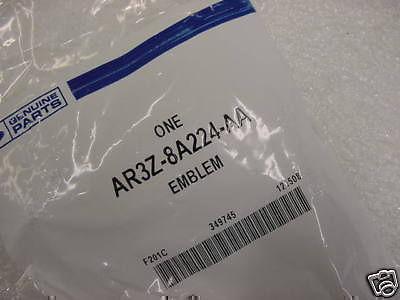 GENUINE
PARTS
ONE
AR3Z-8A224-AA
EMBLEM
F201C 349745 12.508